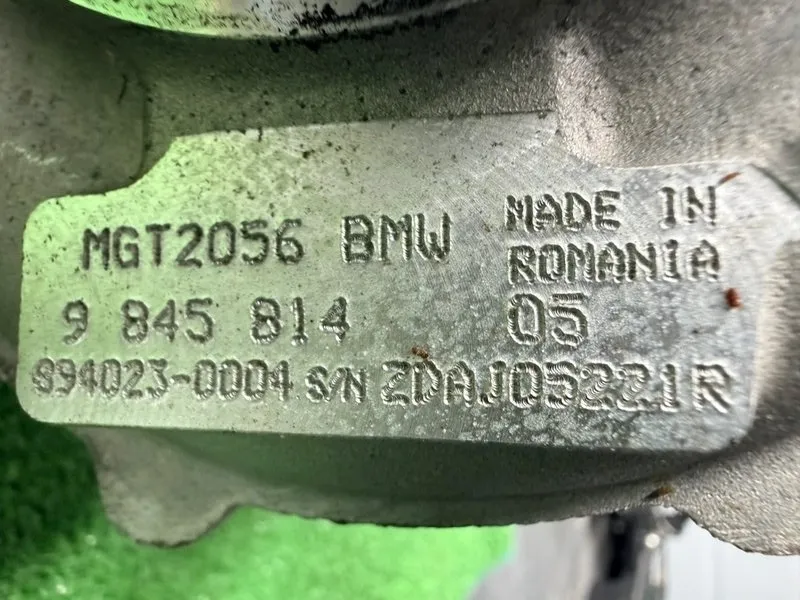 MGT2056 BMW MADE IN
ROMANIA
9 845 814 05
894023-0004 S/N ZDAJ05221R